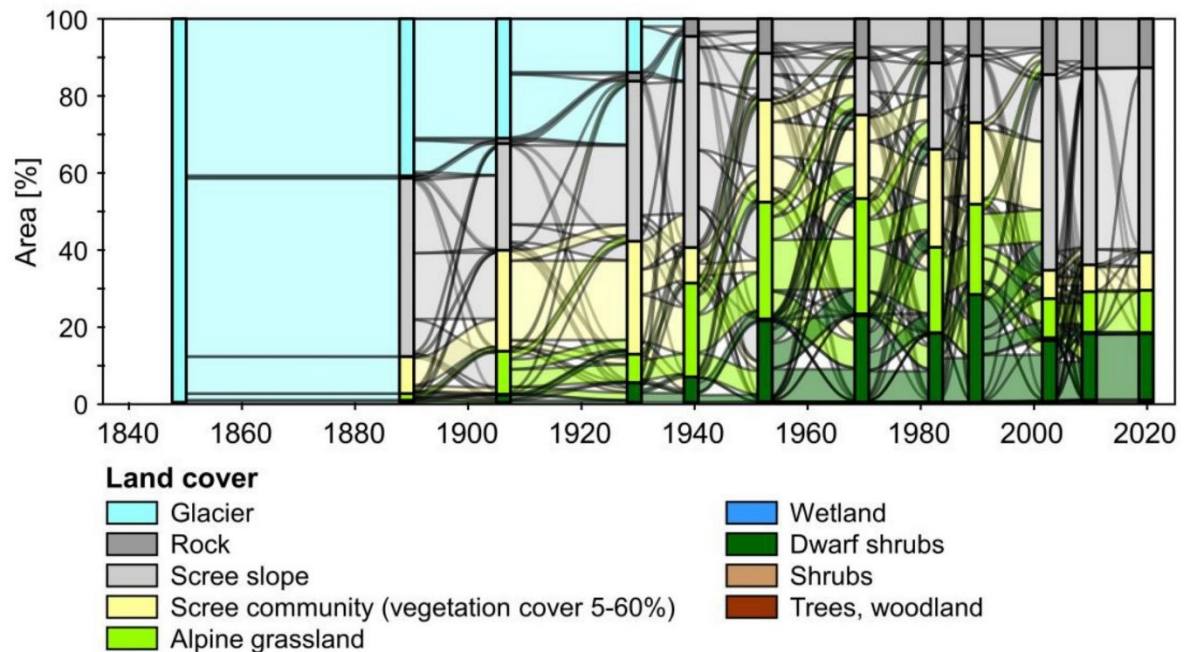 100
80
60
40
20
0
Area [%]
1840 1860 1880 1900 1920 1940 1960 1980 2000 2020
Land cover
Glacier
Rock
Scree slope
Scree community (vegetation cover 5-60%)
Alpine grassland
Wetland
Dwarf shrubs
Shrubs
Trees, woodland